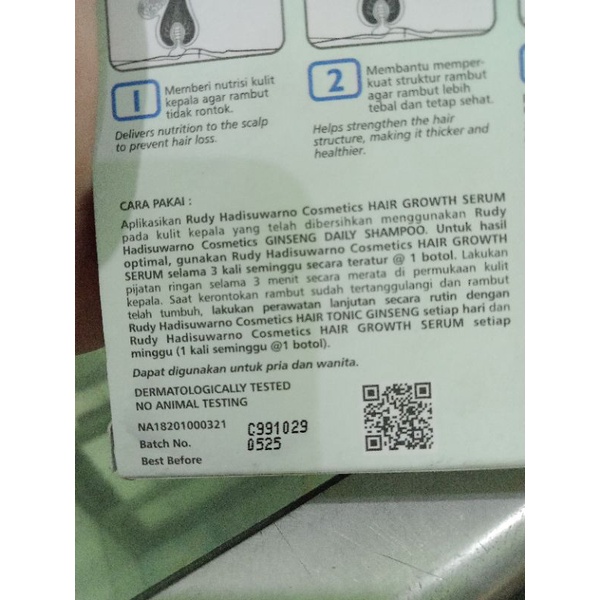 1
Memberi nutrisi kulit
kepala agar rambut
tidak rontok.
Delivers nutrition to the scalp
to prevent hair loss.
2
Membantu memper-
kuat struktur rambut
agar rambut lebih
tebal dan tetap sehat.
Helps strengthen the hair
structure, making it thicker and
healthier.
CARA PAKAI :
Aplikasikan Rudy Hadisuwarno Cosmetics HAIR GROWTH SERUM
pada kulit kepala yang telah dibersihkan menggunakan Rudy
Hadisuwarno Cosmetics GINSENG DAILY SHAMPOO. Untuk hasil
optimal, gunakan Rudy Hadisuwarno Cosmetics HAIR GROWTH
SERUM selama 3 kali seminggu secara teratur @ 1 botol. Lakukan
pijatan ringan selama 3 menit secara merata di permukaan kulit
kepala. Saat kerontokan rambut sudah tertanggulangi dan rambut
telah tumbuh, lakukan perawatan lanjutan secara rutin dengan
Rudy Hadisuwarno Cosmetics HAIR TONIC GINSENG setiap hari dan
Rudy Hadisuwarno Cosmetics HAIR GROWTH SERUM setiap
minggu (1 kali seminggu @1 botol).
Dapat digunakan untuk pria dan wanita.
DERMATOLOGICALLY TESTED
NO ANIMAL TESTING
NA18201000321
Batch No. C991029
Best Before 0525